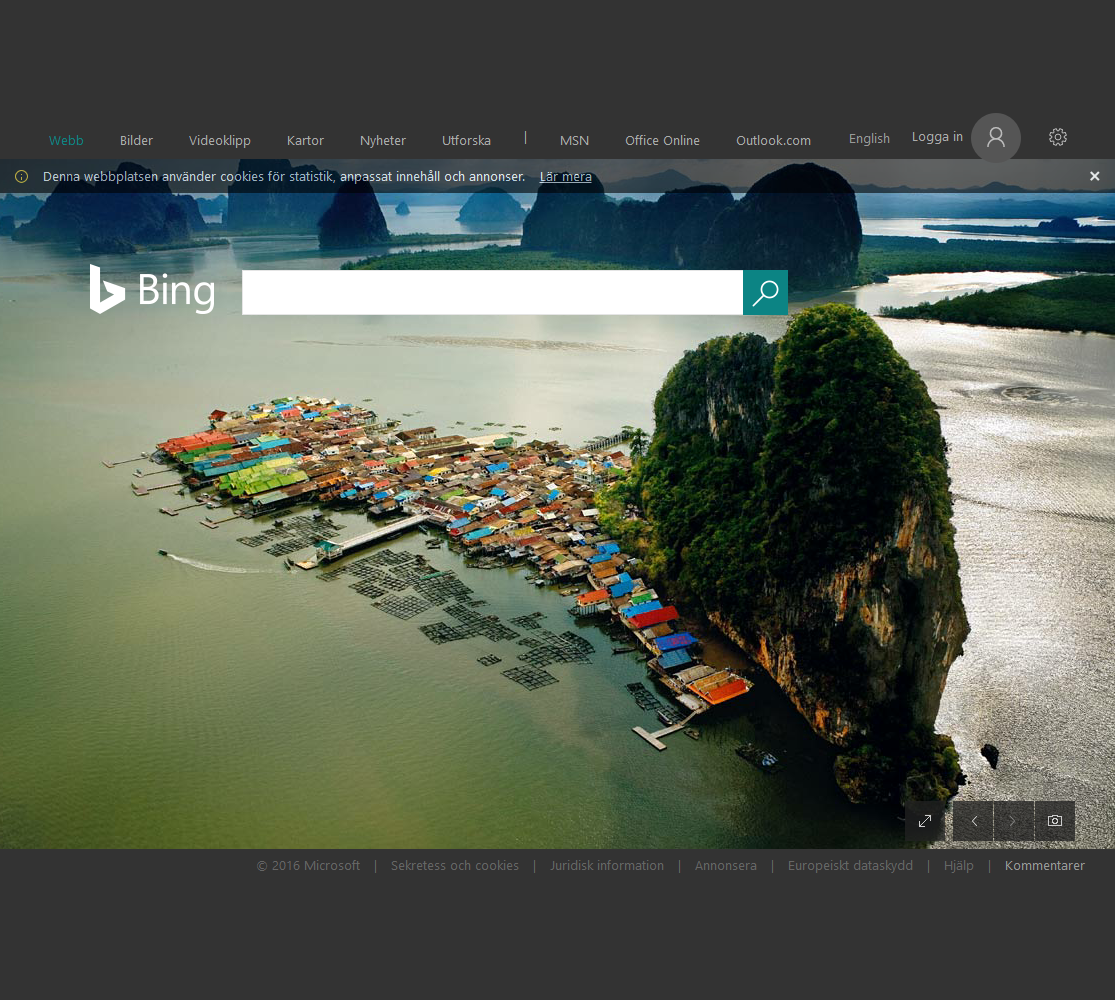 Webb Bilder Videoklipp Kartor Nyheter Utforska | MSN Office Online Outlook.com English Logga in
Denna webbplatsen använder cookies för statistik, anpassat innehåll och annonser. Lär mera
Bing
© 2016 Microsoft | Sekretess och cookies | Juridisk information | Annonsera | Europeiskt dataskydd | Hjälp | Kommentarer